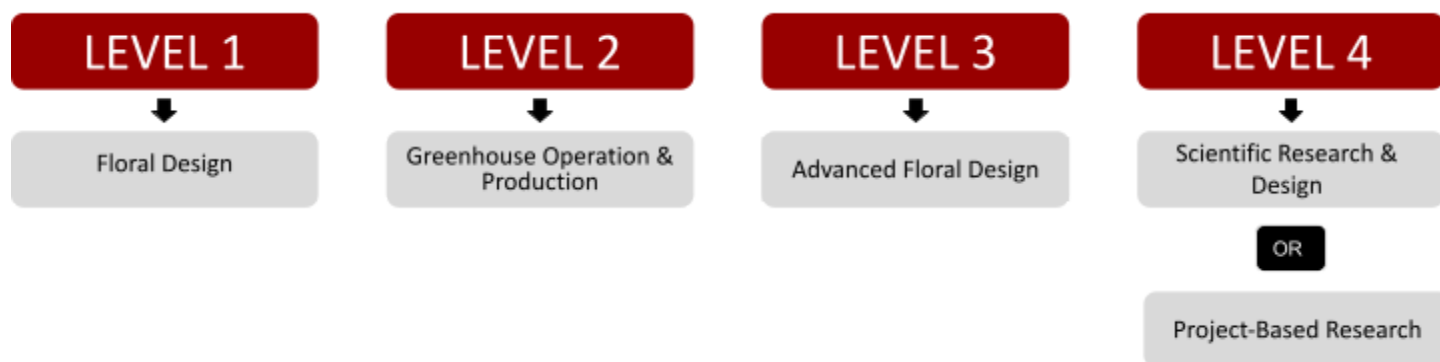 LEVEL 1
LEVEL 2
LEVEL 3
LEVEL 4
Floral Design
Greenhouse Operation &
Production
Advanced Floral Design
Scientific Research &
Design
OR
Project-Based Research